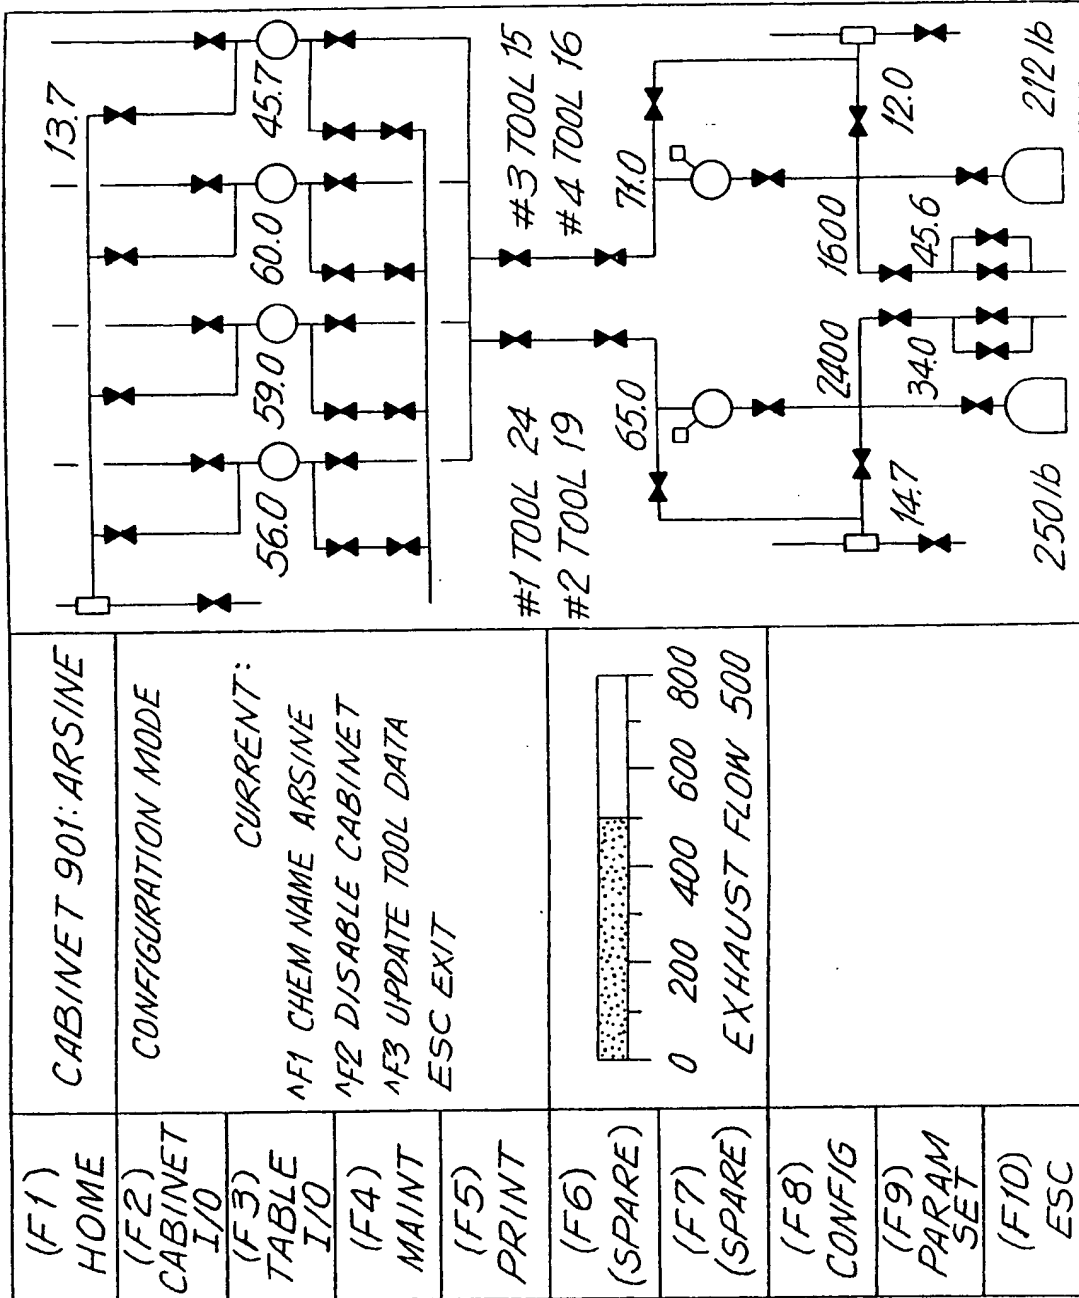 (F1)
HOME
(F2)
CABINET
I/O
(F3)
TABLE
I/O
(F4)
MAINT
(F5)
PRINT
(F6)
(SPARE)
(F7)
(SPARE)
(F8)
CONFIG
(F9)
PARAM
SET
(F10)
ESC
CABINET 901: ARSINE
CONFIGURATION MODE
CURRENT:
^F1 CHEM NAME ARSINE
^F2 DISABLE CABINET
^F3 UPDATE TOOL DATA
ESC EXIT
0 200 400 600 800
EXHAUST FLOW 500
13.7
56.0 59.0 60.0 45.7
#1 TOOL 24 #3 TOOL 15
#2 TOOL 19 #4 TOOL 16
65.0 71.0
2400 1600
14.7 34.0 45.6 12.0
250 lb 212 lb